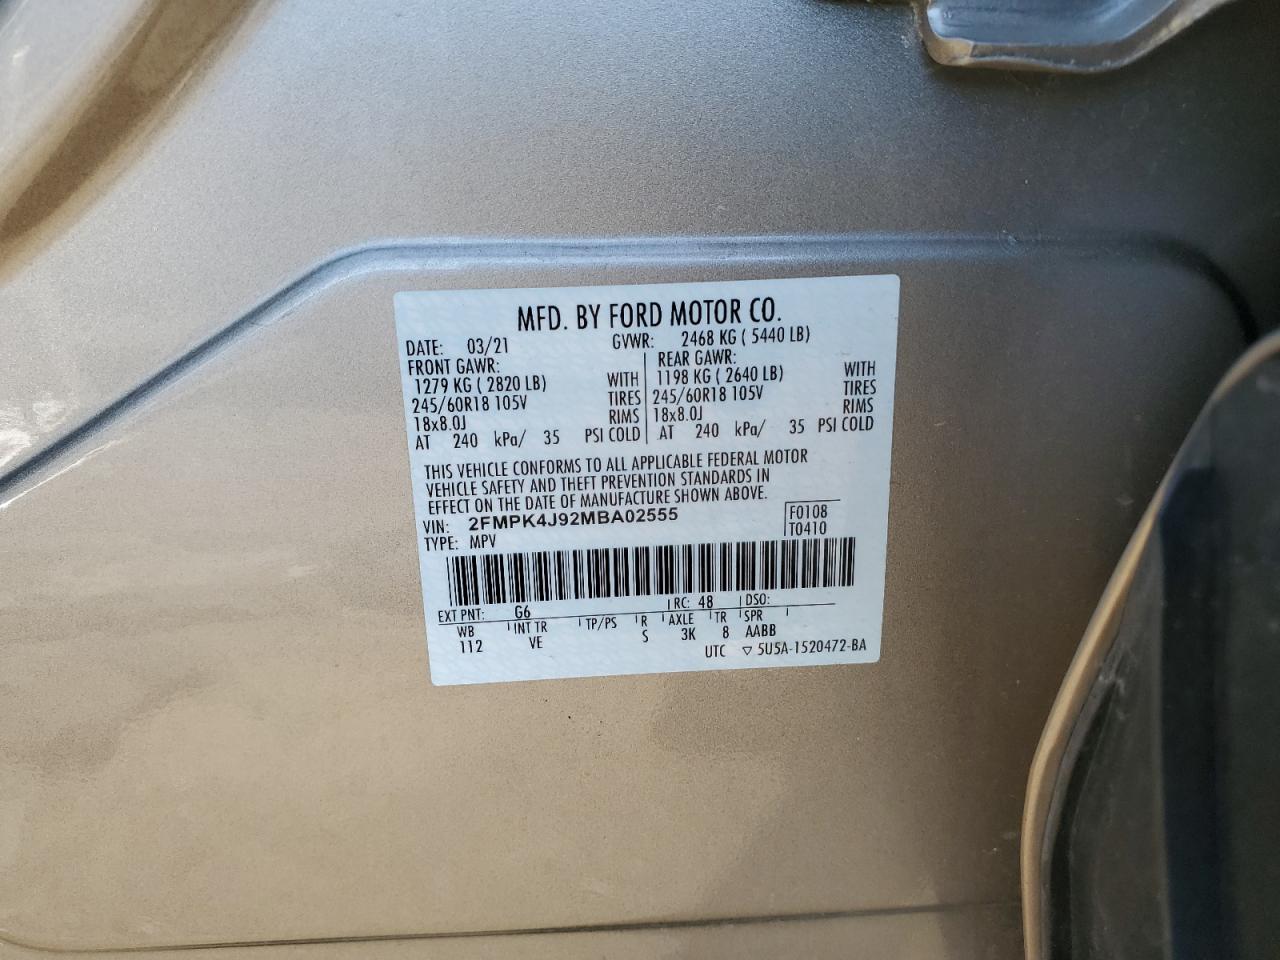 MFD. BY FORD MOTOR CO.
DATE: 03/21 GVWR: 2468 KG ( 5440 LB)
FRONT GAWR: REAR GAWR:
1279 KG ( 2820 LB) WITH 1198 KG ( 2640 LB) WITH
245/60R18 105V TIRES 245/60R18 105V TIRES
18x8.0J RIMS 18x8.0J RIMS
AT 240 kPa/ 35 PSI COLD AT 240 kPa/ 35 PSI COLD
THIS VEHICLE CONFORMS TO ALL APPLICABLE FEDERAL MOTOR
VEHICLE SAFETY AND THEFT PREVENTION STANDARDS IN
EFFECT ON THE DATE OF MANUFACTURE SHOWN ABOVE.
VIN: 2FMPK4J92MBA02555 F0108
TYPE: MPV T0410
EXT PNT: G6 RC: 48 DSO:
WB INT TR TP/PS R AXLE TR SPR
112 VE S 3K 8 AABB
UTC ▽ 5U5A-1520472-BA